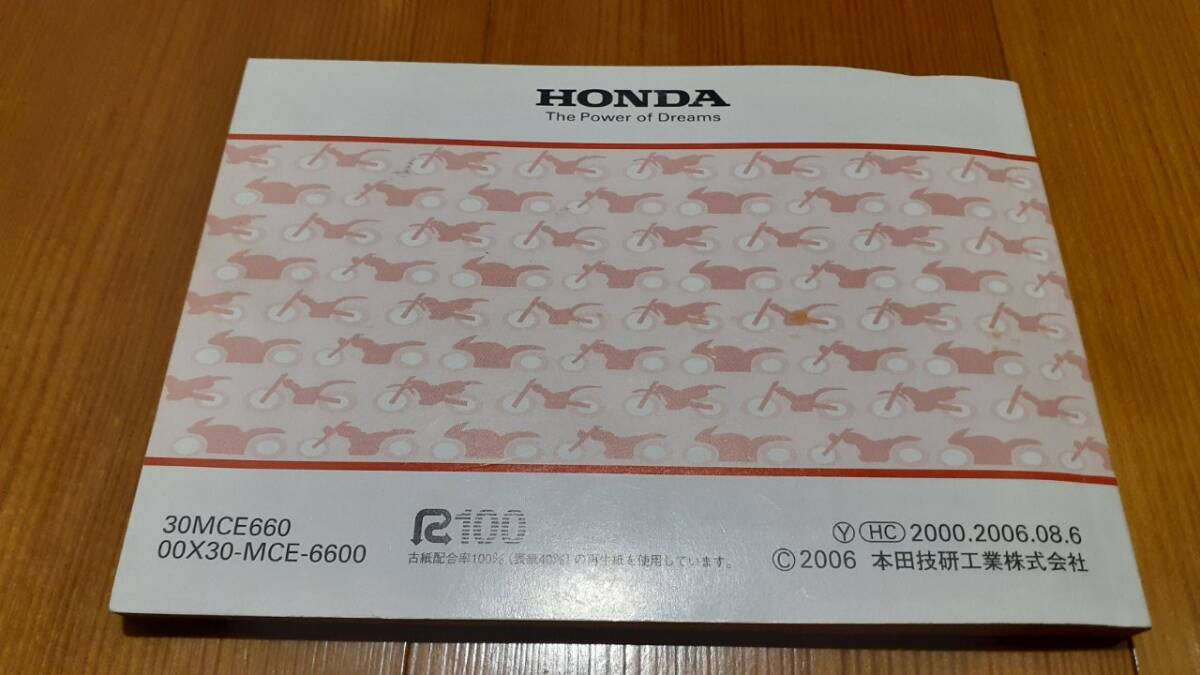 HONDA
The Power of Dreams
30MCE660
00X30-MCE-6600
R100
古紙配合率100%(表紙40%)の再生紙を使用しています。
Ⓨ HC 2000.2006.08.6
©2006 本田技研工業株式会社